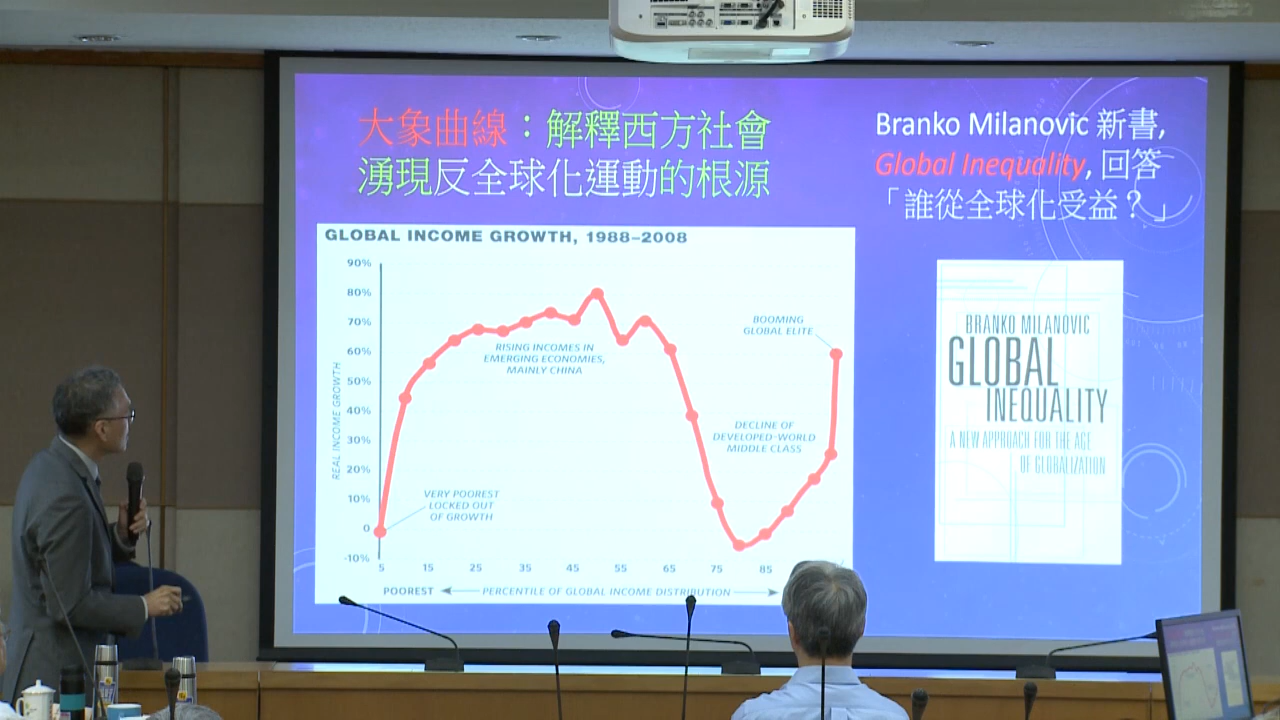 大象曲線：解釋西方社會
湧現反全球化運動的根源
Branko Milanovic 新書,
Global Inequality, 回答
「誰從全球化受益？」
GLOBAL INCOME GROWTH, 1988–2008
90%
80%
70%
60%
50%
40%
30%
20%
10%
0
-10%
REAL INCOME GROWTH
BOOMING
GLOBAL ELITE
RISING INCOMES IN
EMERGING ECONOMIES,
MAINLY CHINA
DECLINE OF
DEVELOPED-WORLD
MIDDLE CLASS
VERY POOREST
LOCKED OUT
OF GROWTH
5 15 25 35 45 55 65 75 85
POOREST PERCENTILE OF GLOBAL INCOME DISTRIBUTION
BRANKO MILANOVIC
GLOBAL
INEQUALITY
A NEW APPROACH FOR THE AGE
OF GLOBALIZATION